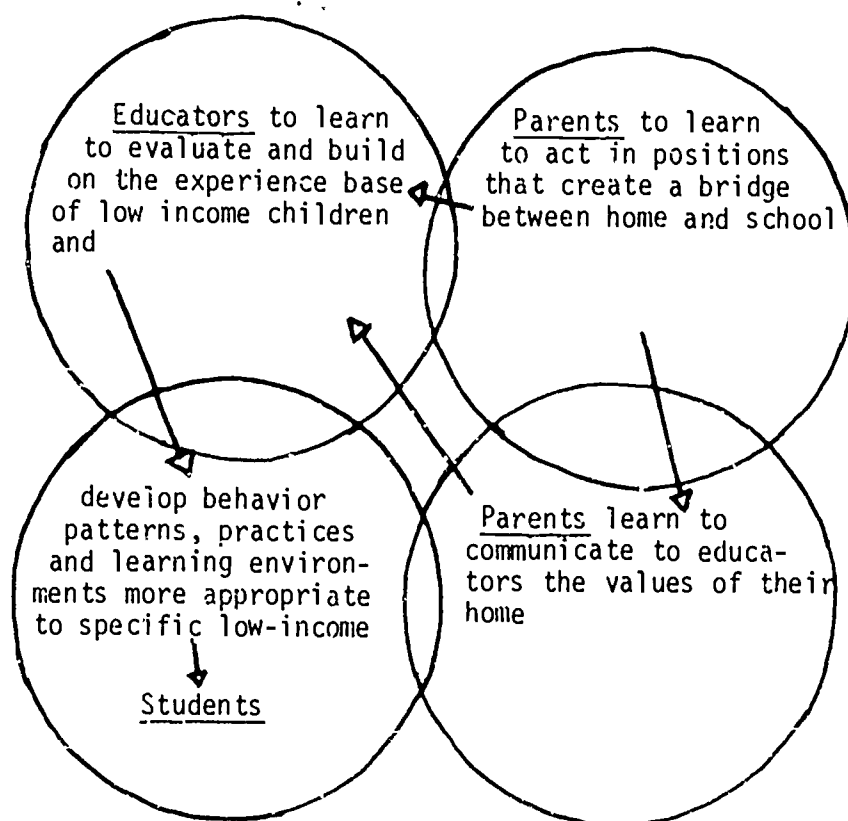 Educators to learn
to evaluate and build
on the experience base
of low income children
and
Parents to learn
to act in positions
that create a bridge
between home and school
develop behavior
patterns, practices
and learning environ-
ments more appropriate
to specific low-income
Students
Parents learn to
communicate to educa-
tors the values of their
home